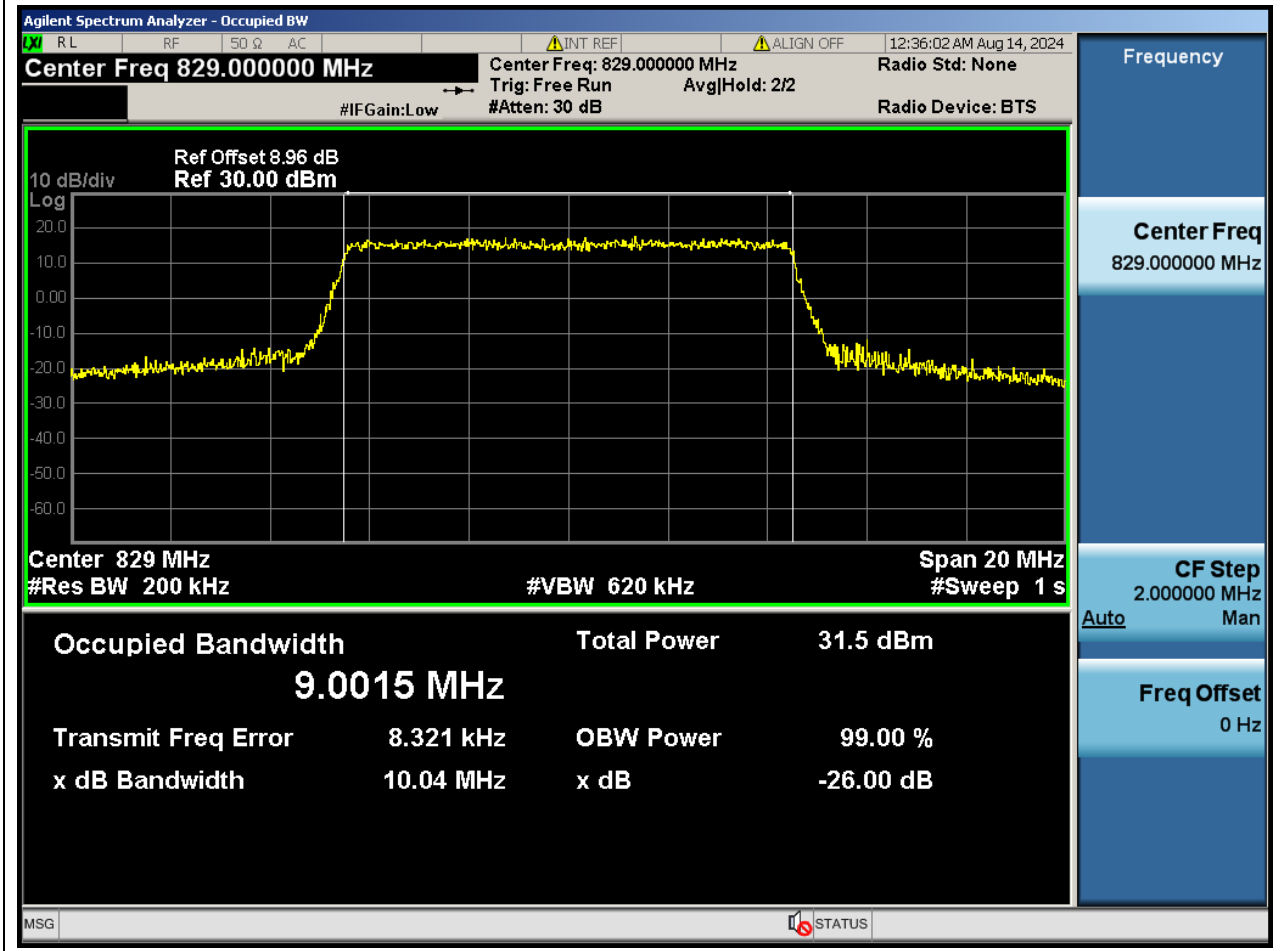 Agilent Spectrum Analyzer - Occupied BW
LXI RL RF 50 Ω AC INT REF ALIGN OFF 12:36:02 AM Aug 14, 2024
Center Freq 829.000000 MHz
Center Freq: 829.000000 MHz Radio Std: None
Trig: Free Run Avg|Hold: 2/2
#IFGain:Low #Atten: 30 dB Radio Device: BTS
Ref Offset 8.96 dB
10 dB/div Ref 30.00 dBm
Log
20.0
10.0
0.00
-10.0
-20.0
-30.0
-40.0
-50.0
-60.0
Center 829 MHz Span 20 MHz
#Res BW 200 kHz #VBW 620 kHz #Sweep 1 s
Occupied Bandwidth Total Power 31.5 dBm
9.0015 MHz
Transmit Freq Error 8.321 kHz OBW Power 99.00 %
x dB Bandwidth 10.04 MHz x dB -26.00 dB
Frequency
Center Freq
829.000000 MHz
CF Step
2.000000 MHz
Auto Man
Freq Offset
0 Hz
MSG STATUS